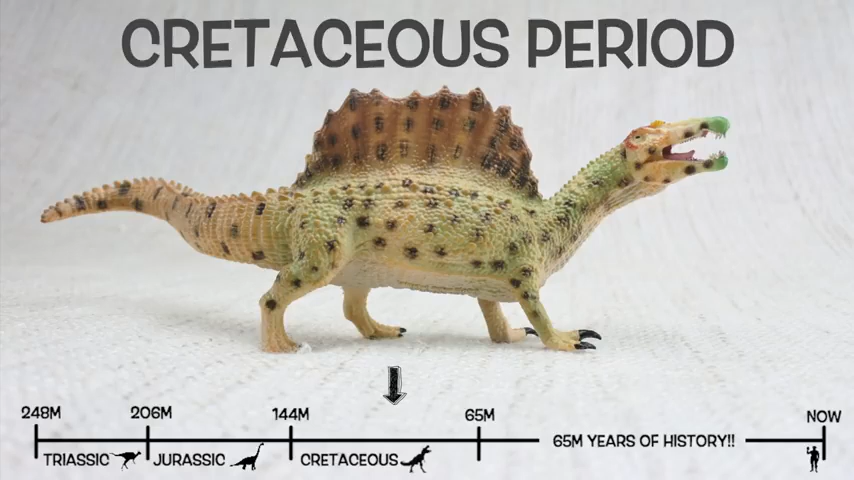 CRETACEOUS PERIOD
248M 206M 144M 65M NOW
65M YEARS OF HISTORY!!
TRIASSIC JURASSIC CRETACEOUS